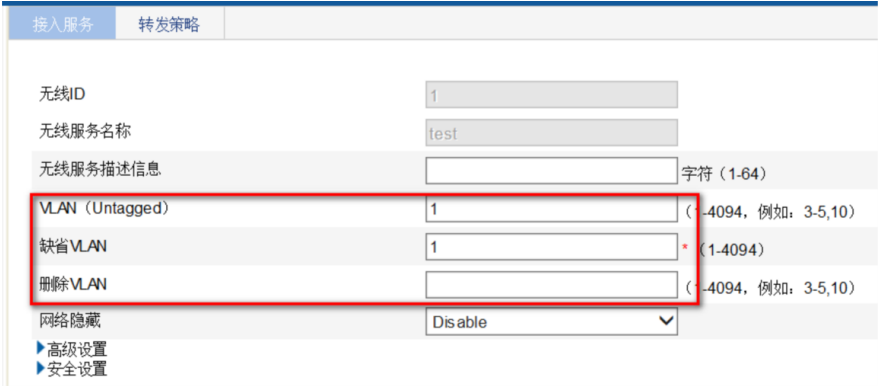 接入服务 转发策略
无线ID 1
无线服务名称 test
无线服务描述信息 字符（1-64）
VLAN（Untagged） 1 （1-4094，例如：3-5,10）
缺省VLAN 1 *（1-4094）
删除VLAN （1-4094，例如：3-5,10）
网络隐藏 Disable
高级设置
安全设置